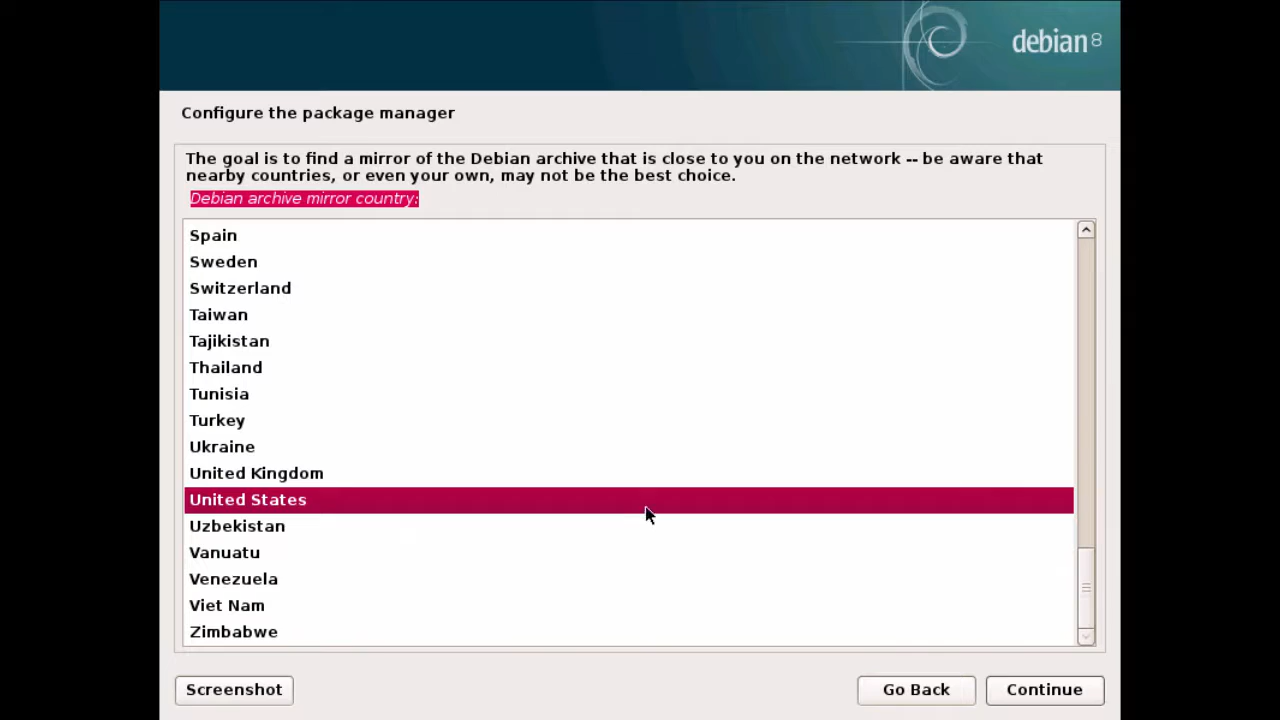 debian 8
Configure the package manager
The goal is to find a mirror of the Debian archive that is close to you on the network -- be aware that
nearby countries, or even your own, may not be the best choice.
Debian archive mirror country:
Spain
Sweden
Switzerland
Taiwan
Tajikistan
Thailand
Tunisia
Turkey
Ukraine
United Kingdom
United States
Uzbekistan
Vanuatu
Venezuela
Viet Nam
Zimbabwe
Screenshot
Go Back
Continue